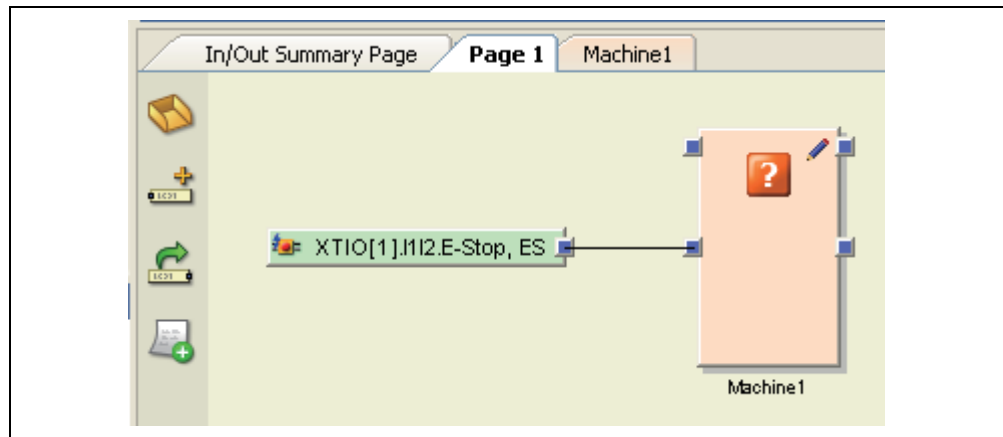 In/Out Summary Page
Page 1
Machine1
XTIO[1].I1I2.E-Stop, ES
?
Machine1